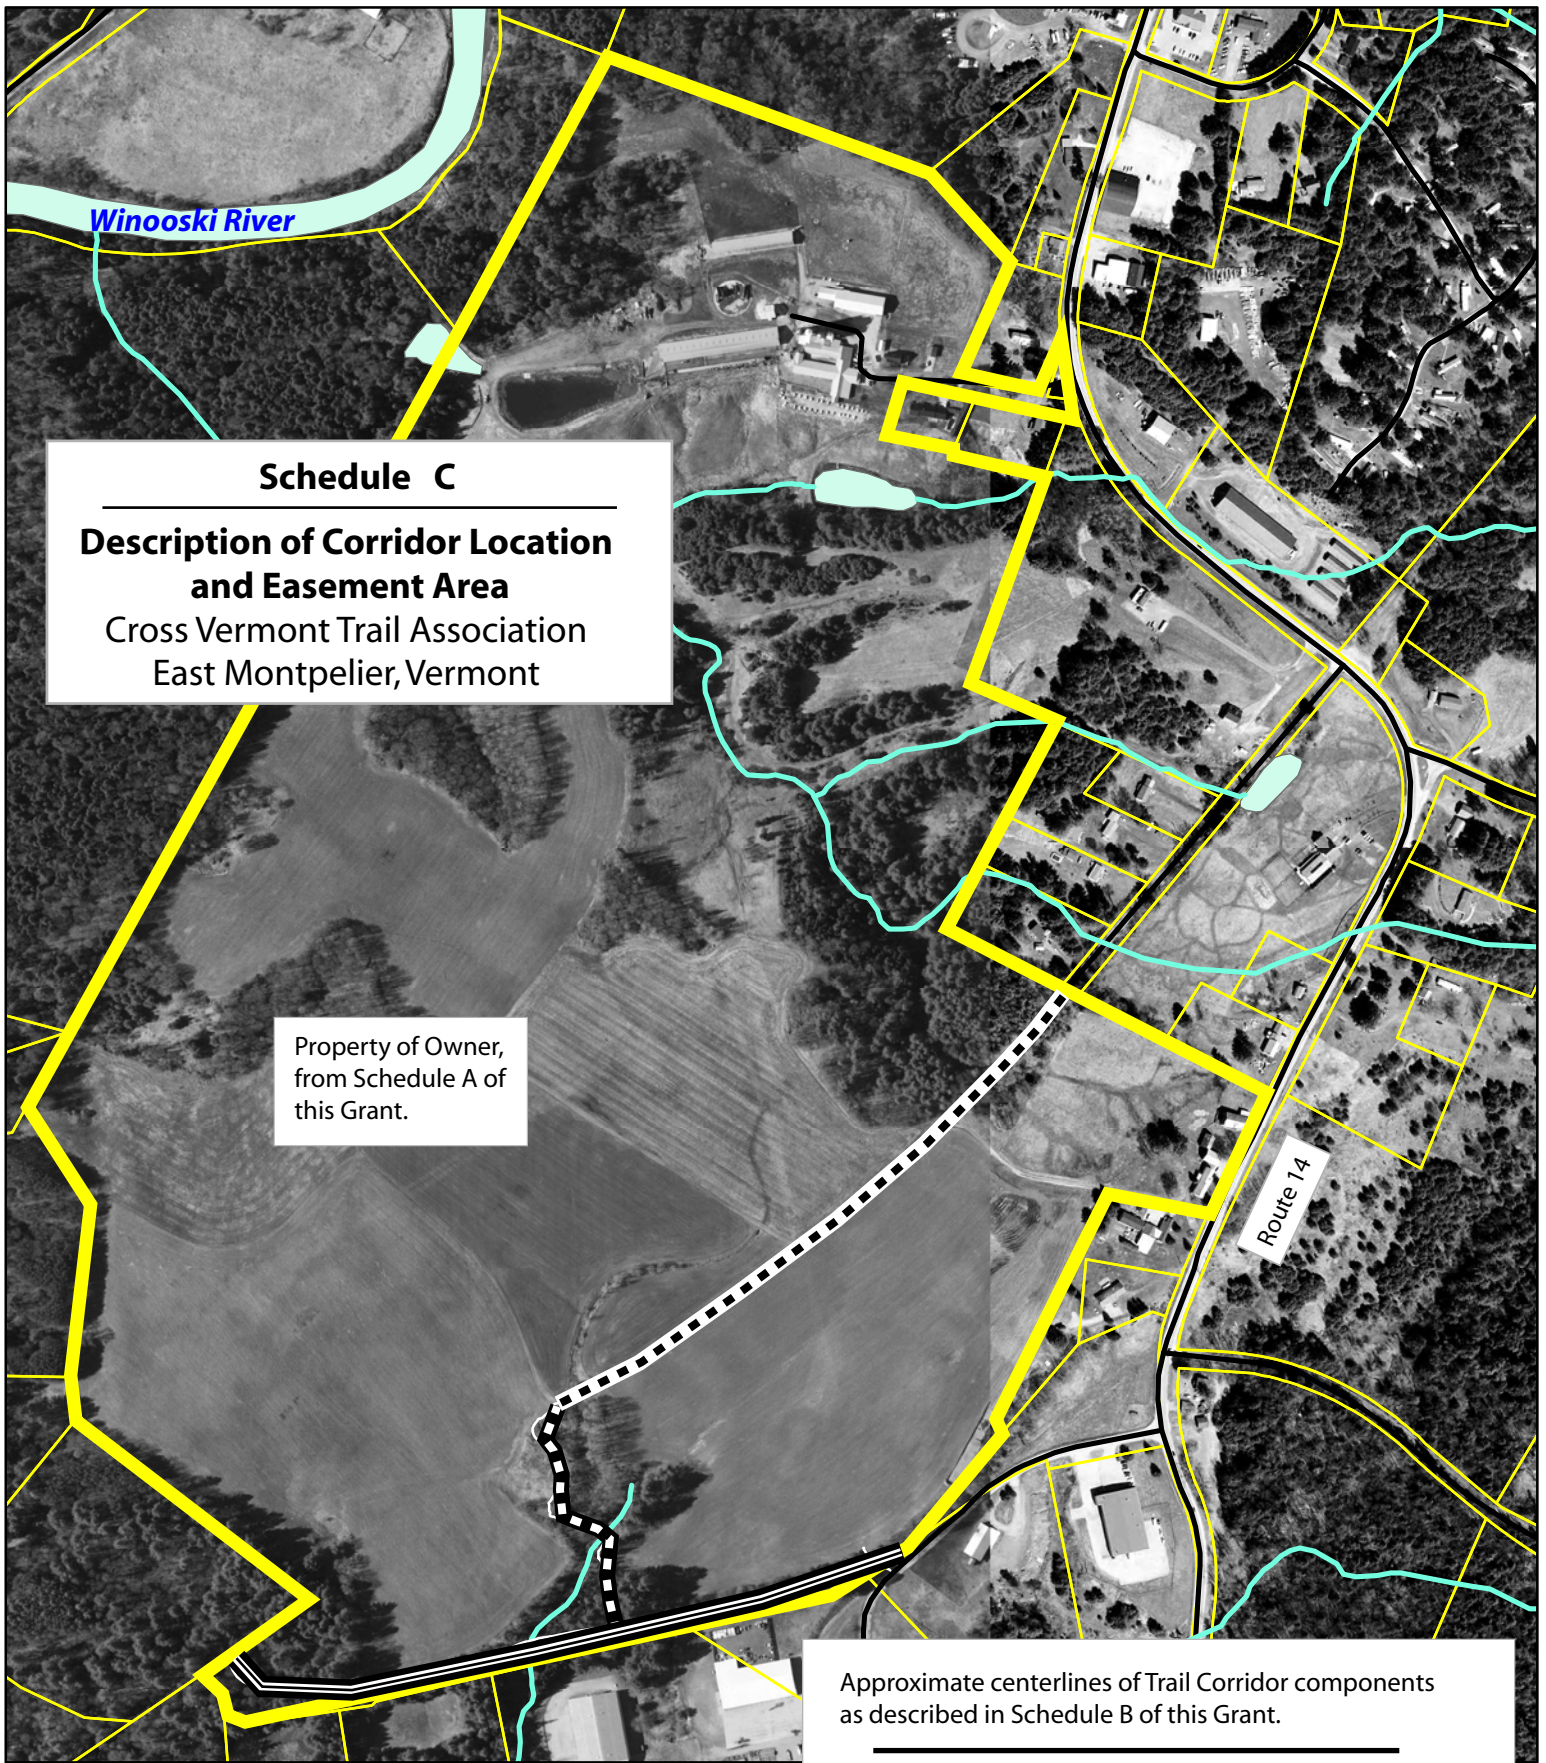 Winooski River
Schedule C
Description of Corridor Location
and Easement Area
Cross Vermont Trail Association
East Montpelier, Vermont
Property of Owner,
from Schedule A of
this Grant.
Route 14
Approximate centerlines of Trail Corridor components
as described in Schedule B of this Grant.